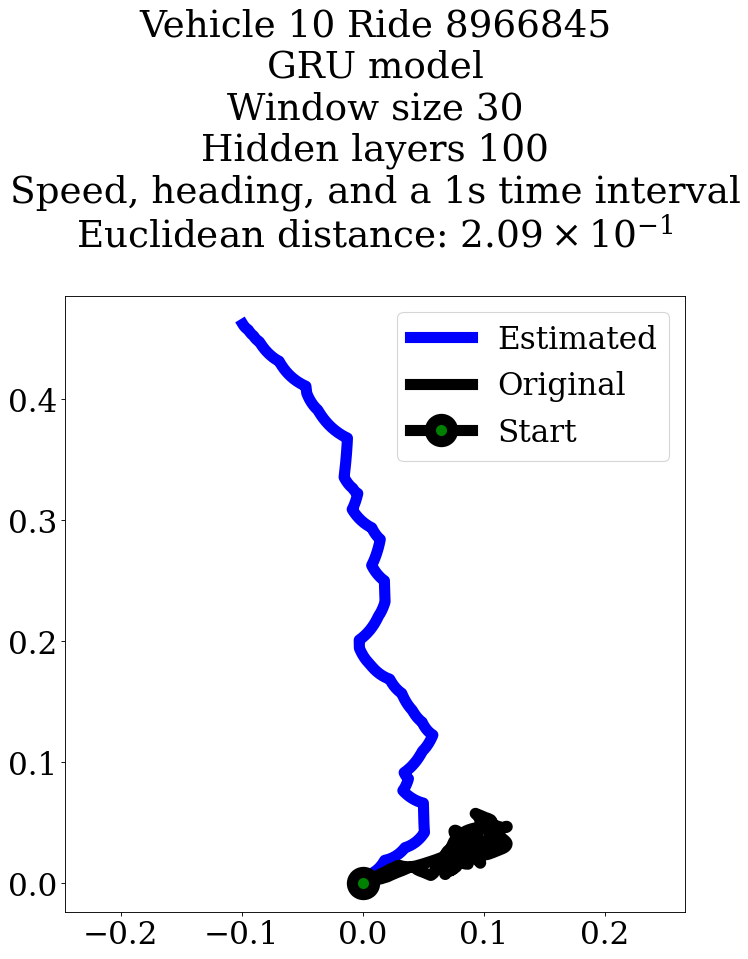 Vehicle 10 Ride 8966845
GRU model
Window size 30
Hidden layers 100
Speed, heading, and a 1s time interval
Euclidean distance: 2.09 × 10⁻¹
Estimated
Original
Start
0.4
0.3
0.2
0.1
0.0
−0.2 −0.1 0.0 0.1 0.2